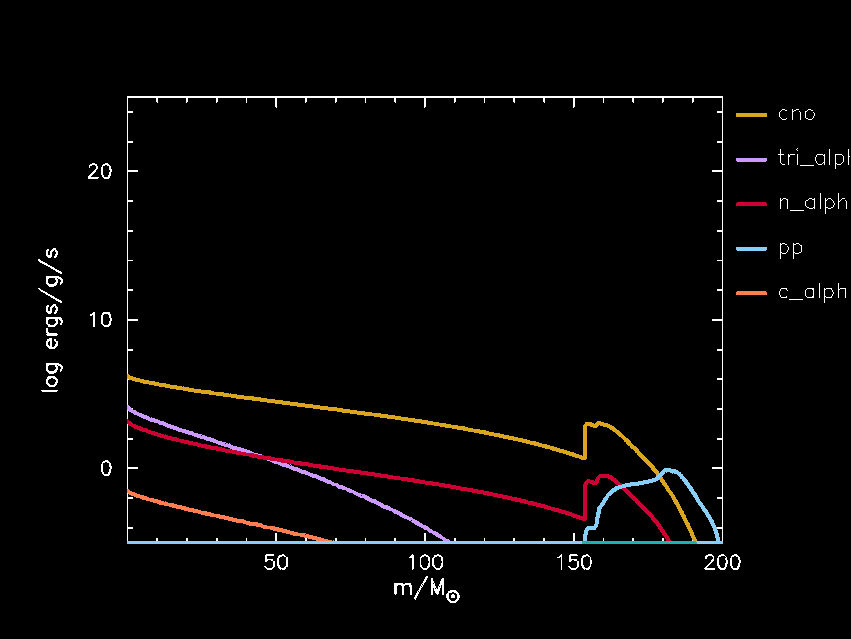 cno
tri_alph
n_alph
pp
c_alph
20
10
0
log ergs/g/s
50
100
150
200
m/M☉